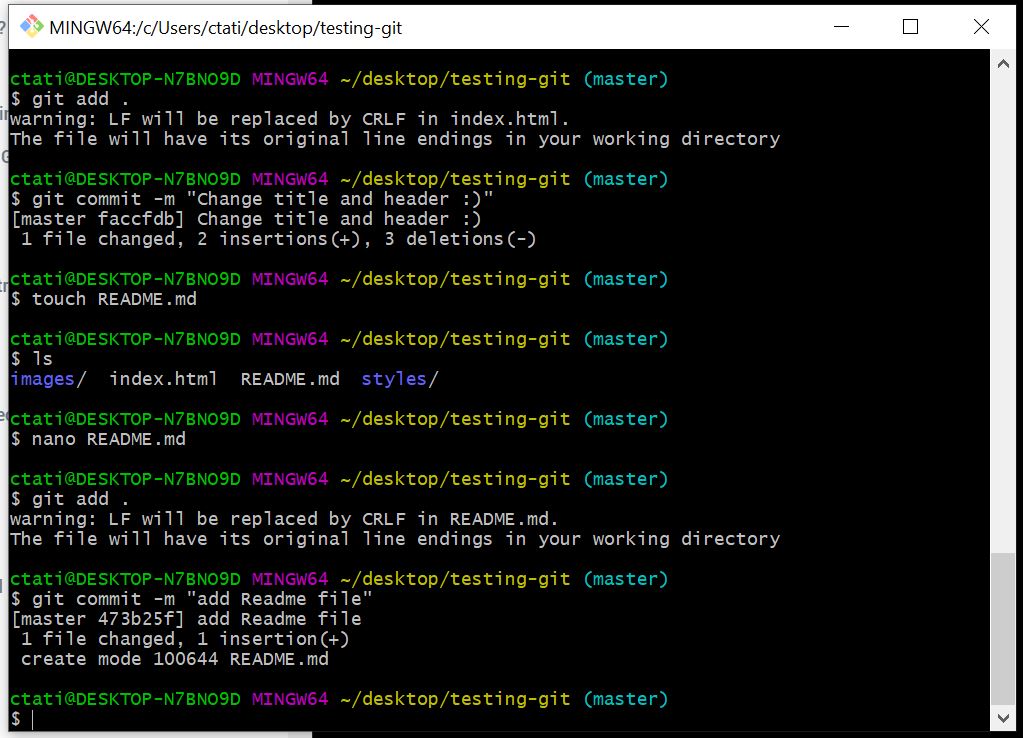 MINGW64:/c/Users/ctati/desktop/testing-git
ctati@DESKTOP-N7BNO9D MINGW64 ~/desktop/testing-git (master)
$ git add .
warning: LF will be replaced by CRLF in index.html.
The file will have its original line endings in your working directory
ctati@DESKTOP-N7BNO9D MINGW64 ~/desktop/testing-git (master)
$ git commit -m "Change title and header :)"
[master faccfdb] Change title and header :)
 1 file changed, 2 insertions(+), 3 deletions(-)
ctati@DESKTOP-N7BNO9D MINGW64 ~/desktop/testing-git (master)
$ touch README.md
ctati@DESKTOP-N7BNO9D MINGW64 ~/desktop/testing-git (master)
$ ls
images/  index.html  README.md  styles/
ctati@DESKTOP-N7BNO9D MINGW64 ~/desktop/testing-git (master)
$ nano README.md
ctati@DESKTOP-N7BNO9D MINGW64 ~/desktop/testing-git (master)
$ git add .
warning: LF will be replaced by CRLF in README.md.
The file will have its original line endings in your working directory
ctati@DESKTOP-N7BNO9D MINGW64 ~/desktop/testing-git (master)
$ git commit -m "add Readme file"
[master 473b25f] add Readme file
 1 file changed, 1 insertion(+)
 create mode 100644 README.md
ctati@DESKTOP-N7BNO9D MINGW64 ~/desktop/testing-git (master)
$